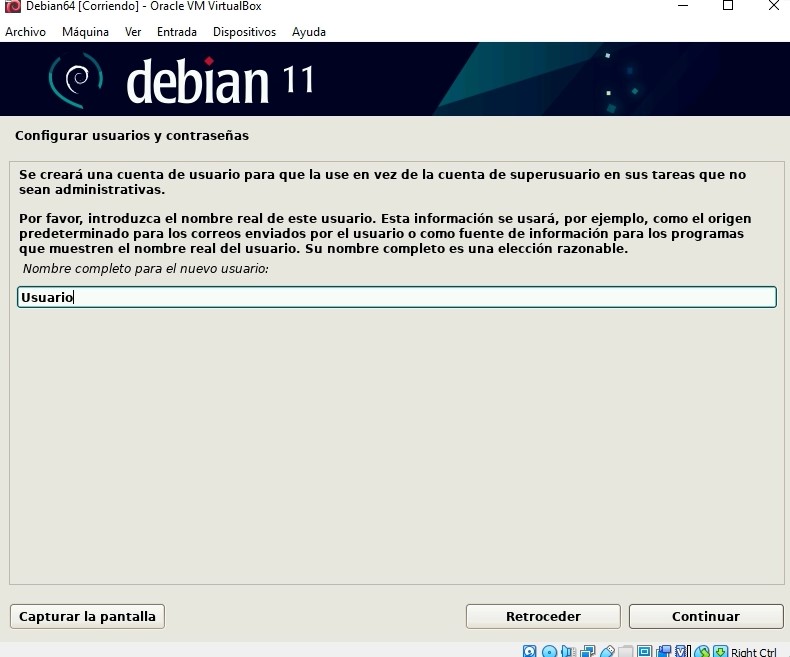 Debian64 [Corriendo] - Oracle VM VirtualBox
Archivo Máquina Ver Entrada Dispositivos Ayuda
debian 11
Configurar usuarios y contraseñas
Se creará una cuenta de usuario para que la use en vez de la cuenta de superusuario en sus tareas que no
sean administrativas.
Por favor, introduzca el nombre real de este usuario. Esta información se usará, por ejemplo, como el origen
predeterminado para los correos enviados por el usuario o como fuente de información para los programas
que muestren el nombre real del usuario. Su nombre completo es una elección razonable.
Nombre completo para el nuevo usuario:
Usuario
Capturar la pantalla Retroceder Continuar
Right Ctrl